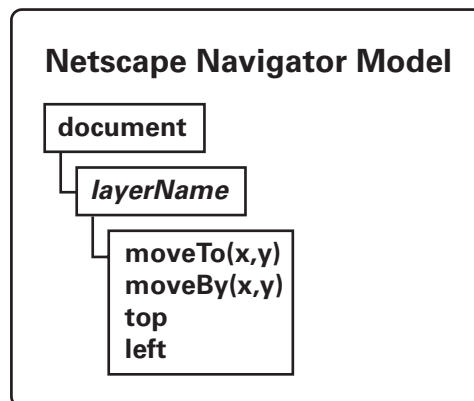 Netscape Navigator Model
document
layerName
moveTo(x,y)
moveBy(x,y)
top
left